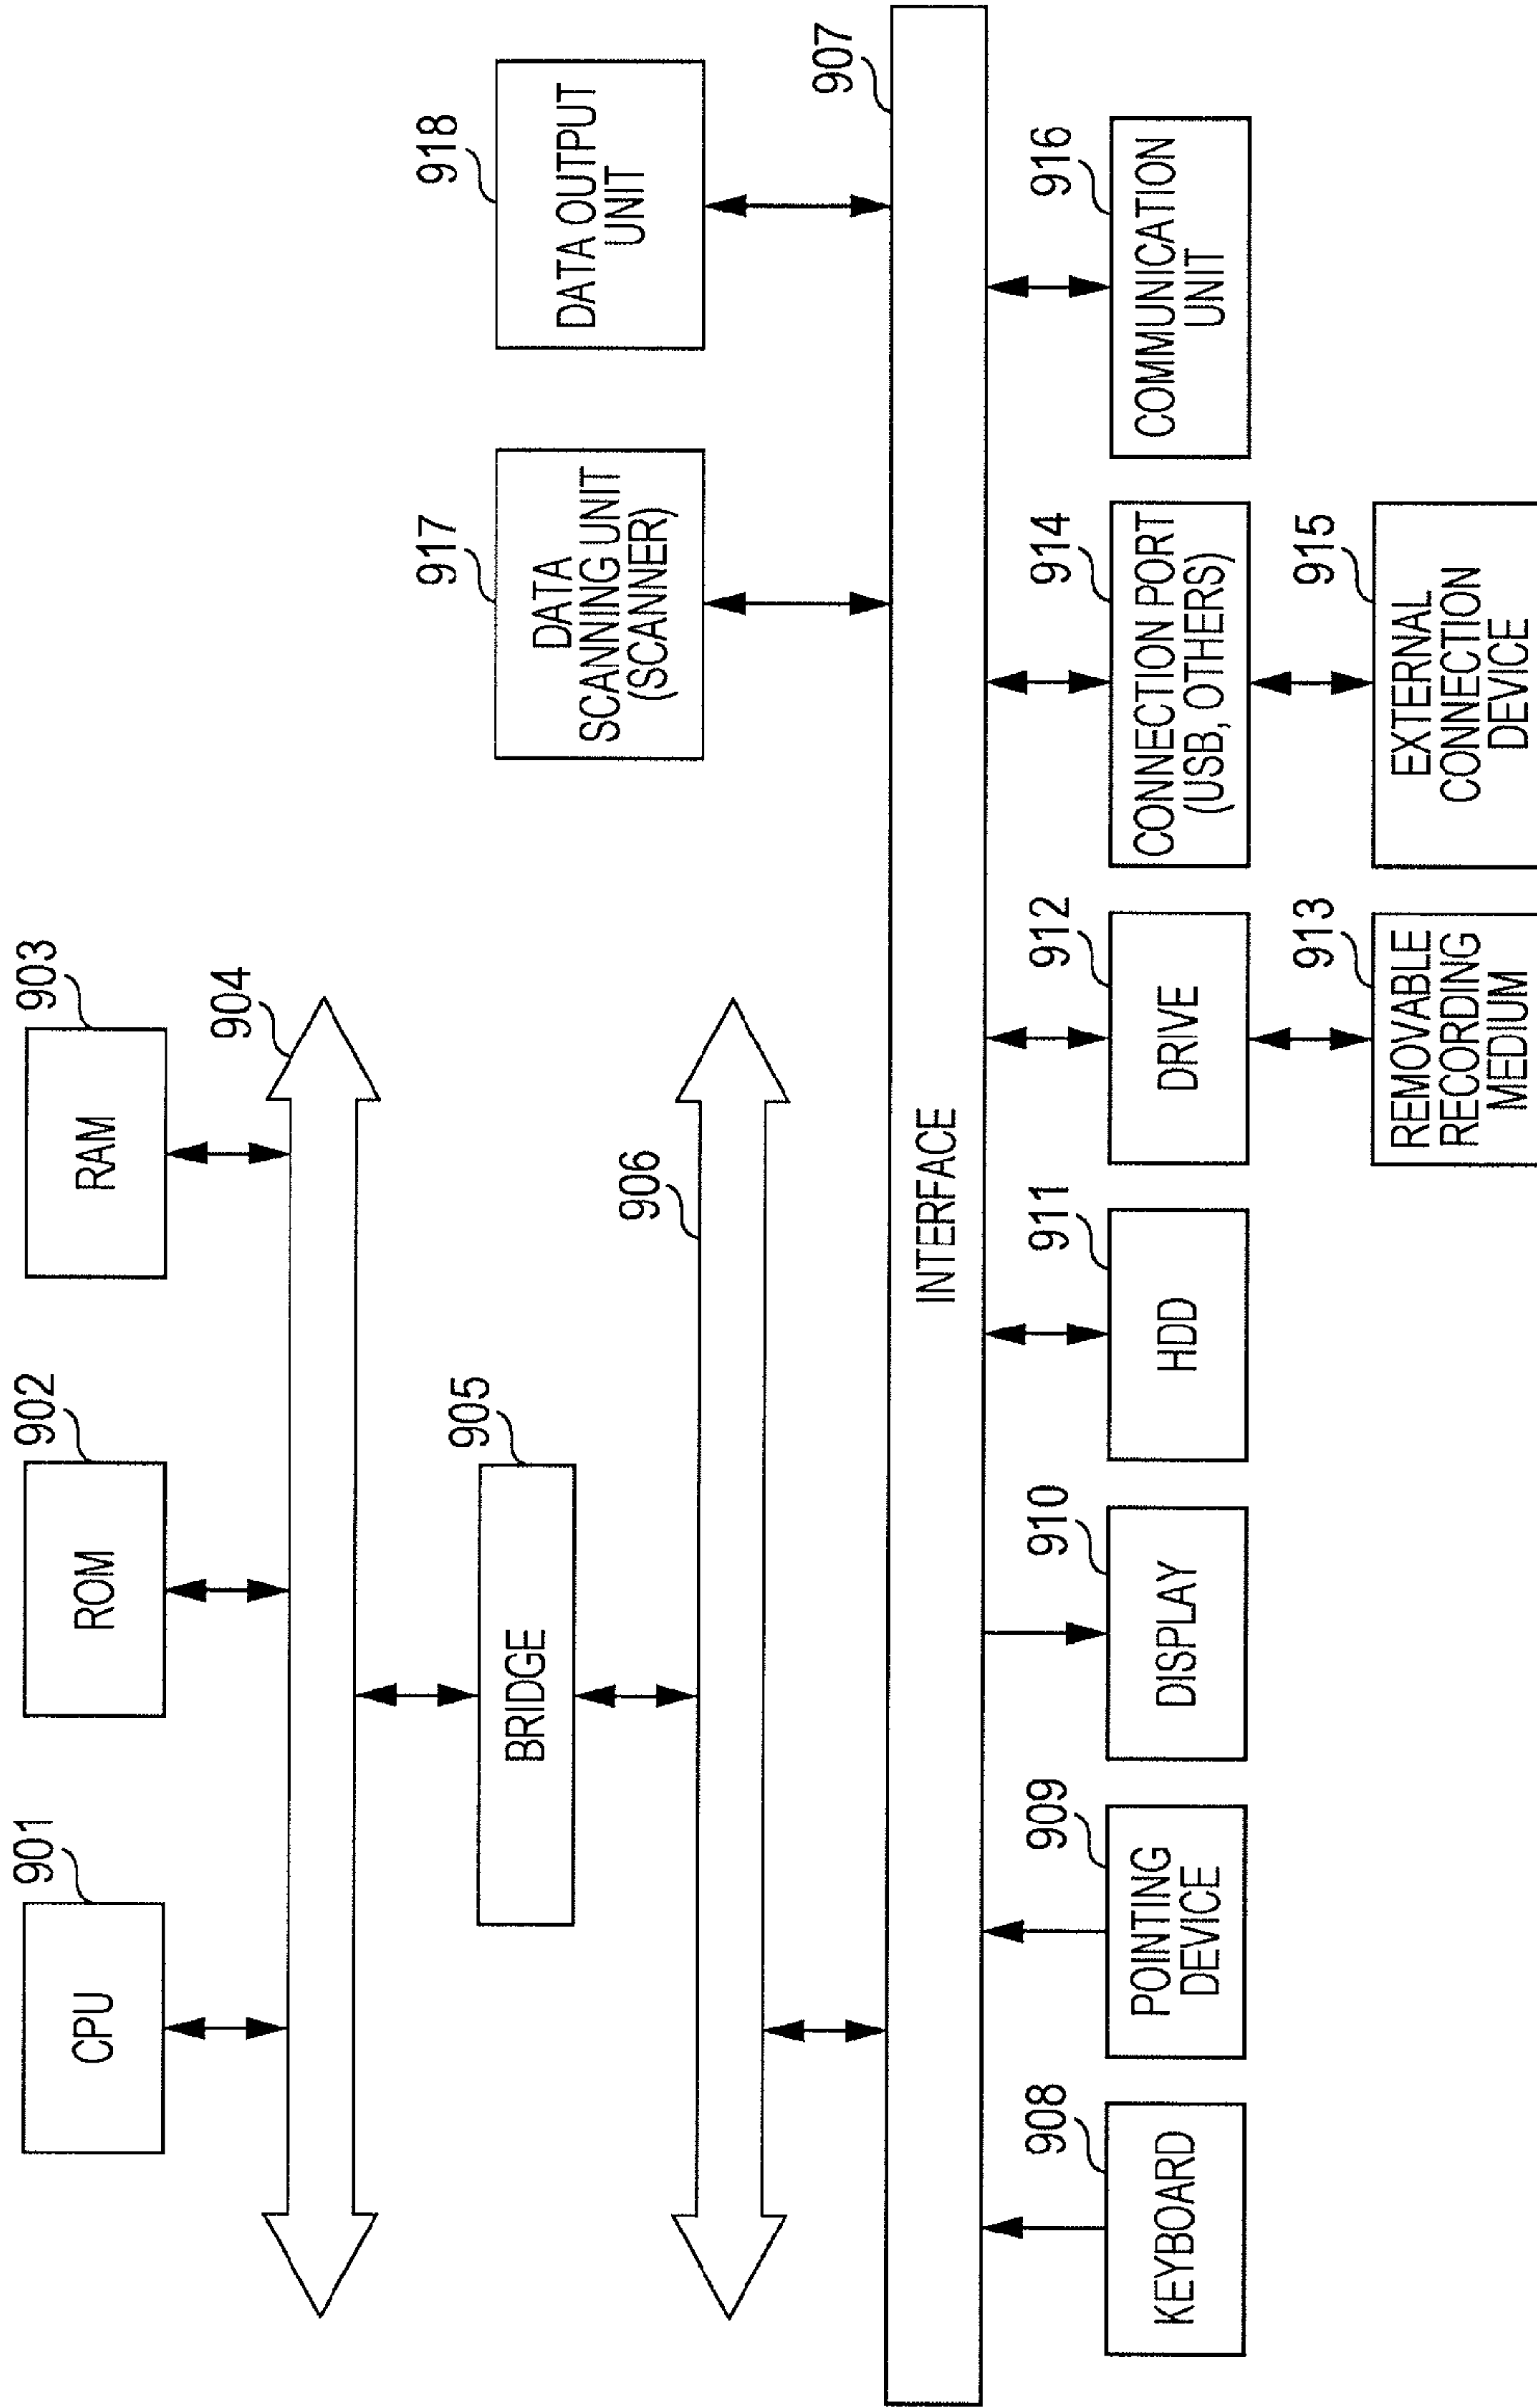 901
CPU
902
ROM
903
RAM
904
905
BRIDGE
906
917
DATA
SCANNING UNIT
(SCANNER)
918
DATA OUTPUT
UNIT
907
INTERFACE
908
KEYBOARD
909
POINTING
DEVICE
910
DISPLAY
911
HDD
912
DRIVE
913
REMOVABLE
RECORDING
MEDIUM
914
CONNECTION PORT
(USB, OTHERS)
915
EXTERNAL
CONNECTION
DEVICE
916
COMMUNICATION
UNIT